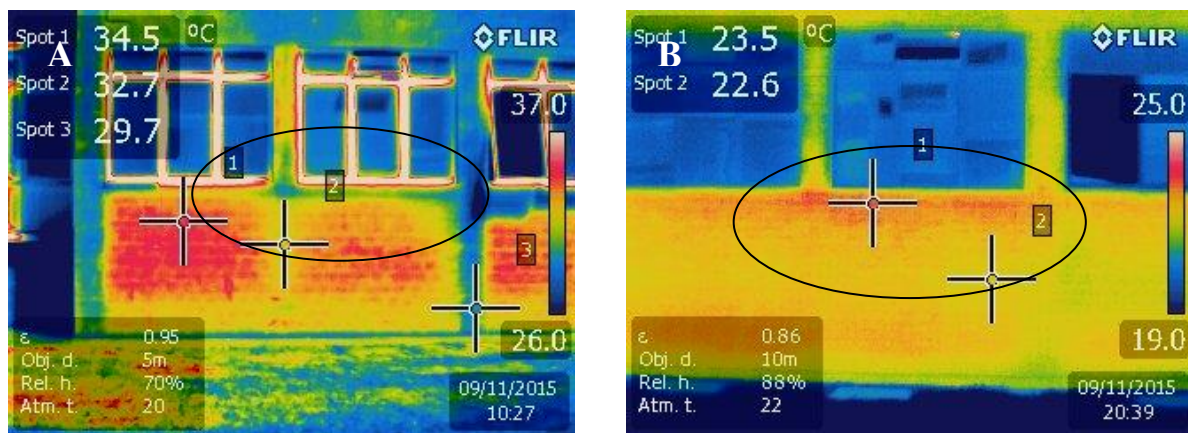 Spot 1 34.5 °C
A
Spot 2 32.7
Spot 3 29.7
FLIR
37.0
1
2
3
ε 0.95
Obj. d. 5m
Rel. h. 70%
Atm. t. 20
26.0
09/11/2015
10:27
Spot 1 23.5 °C
B
Spot 2 22.6
FLIR
25.0
1
2
ε 0.86
Obj. d. 10m
Rel. h. 88%
Atm. t. 22
19.0
09/11/2015
20:39